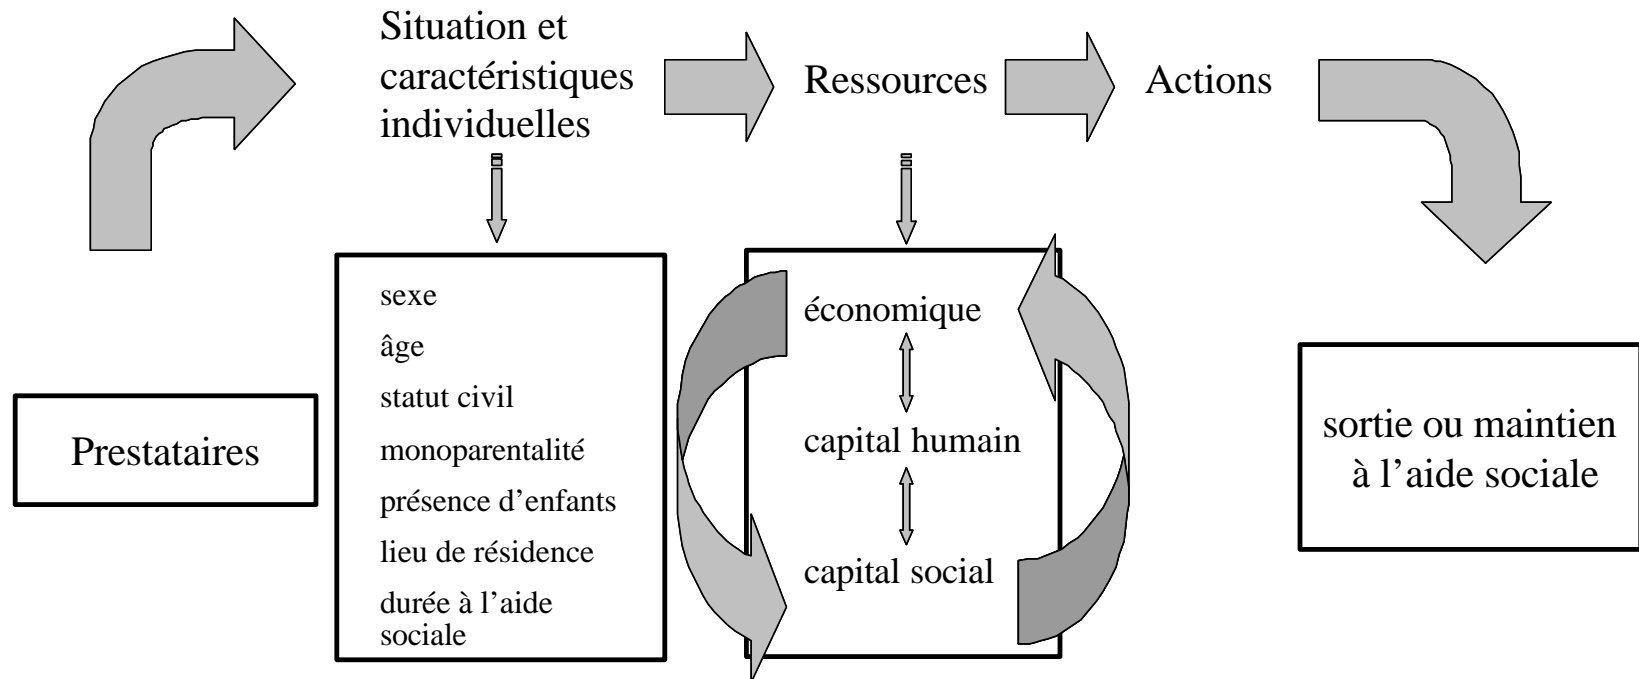 Situation et
caractéristiques
individuelles
Ressources
Actions
Prestataires
sexe
âge
statut civil
monoparentalité
présence d’enfants
lieu de résidence
durée à l’aide
sociale
économique
capital humain
capital social
sortie ou maintien
à l’aide sociale